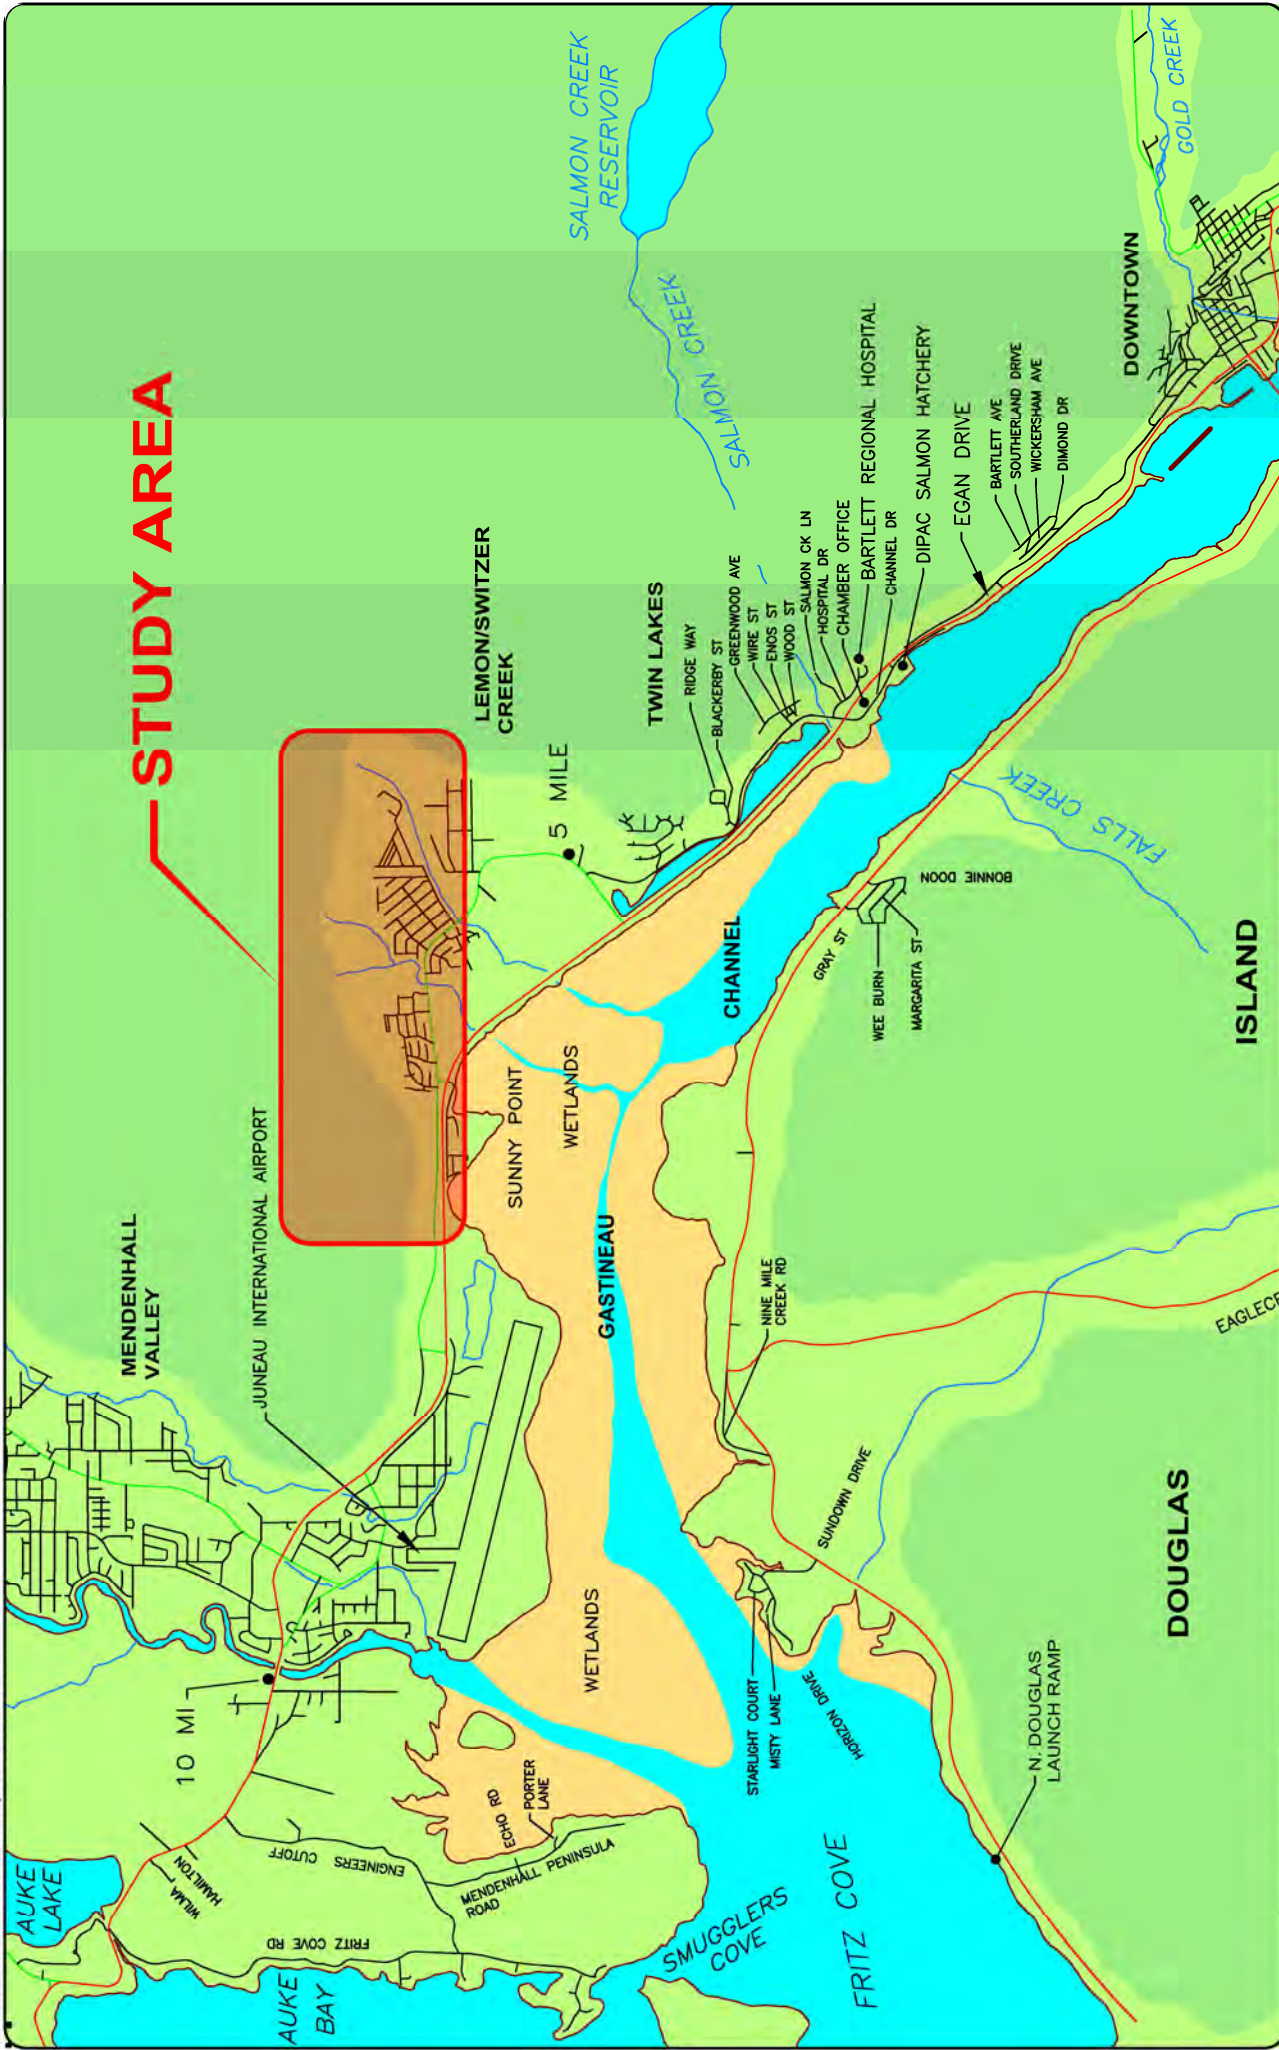 STUDY AREA
SALMON CREEK
RESERVOIR
GOLD CREEK
SALMON CREEK
DOWNTOWN
LEMON/SWITZER
CREEK
5 MILE
TWIN LAKES
RIDGE WAY
BLACKERBY ST
GREENWOOD AVE
WIRE ST
ENOS ST
WOOD ST
SALMON CK LN
HOSPITAL DR
CHAMBER OFFICE
BARTLETT REGIONAL HOSPITAL
CHANNEL DR
DIPAC SALMON HATCHERY
EGAN DRIVE
BARTLETT AVE
SOUTHERLAND DRIVE
WICKERSHAM AVE
DIMOND DR
FALLS CREEK
BONNIE DOON
GRAY ST
WEE BURN
MARGARITA ST
CHANNEL
ISLAND
MENDENHALL
VALLEY
JUNEAU INTERNATIONAL AIRPORT
SUNNY POINT
WETLANDS
GASTINEAU
NINE MILE
CREEK RD
EAGLECR
SUNDOWN DRIVE
DOUGLAS
WETLANDS
STARLIGHT COURT
MISTY LANE
HORIZON DRIVE
N. DOUGLAS
LAUNCH RAMP
10 MI
AUKE
LAKE
WILMA
HAMILTON
ENGINEERS CUTOFF
ECHO RD
PORTER
LANE
MENDENHALL PENINSULA
ROAD
FRITZ COVE RD
AUKE
BAY
SMUGGLERS
COVE
FRITZ COVE